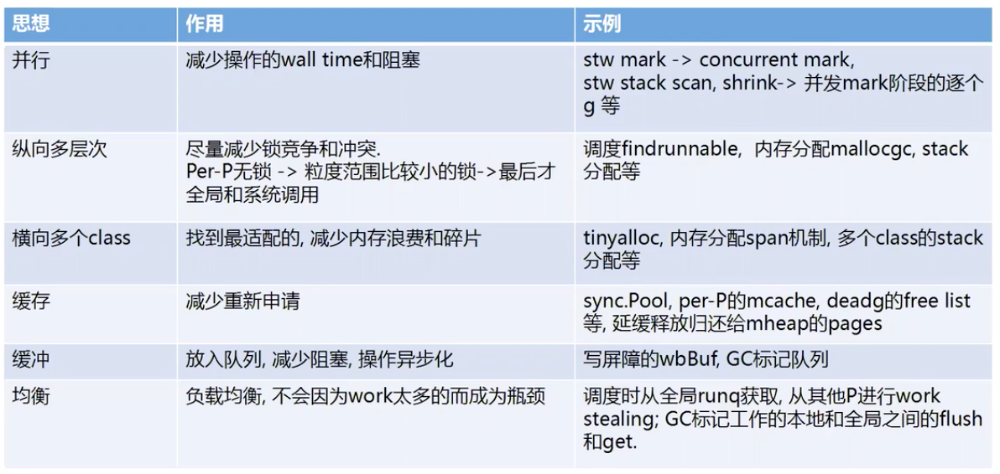 思想
作用
示例
并行
减少操作的wall time和阻塞
stw mark -> concurrent mark,
stw stack scan, shrink-> 并发mark阶段的逐个
g 等
纵向多层次
尽量减少锁竞争和冲突.
Per-P无锁 -> 粒度范围比较小的锁->最后才
全局和系统调用
调度findrunnable, 内存分配mallocgc, stack
分配等
横向多个class
找到最适配的, 减少内存浪费和碎片
tinyalloc, 内存分配span机制, 多个class的stack
分配等
缓存
减少重新申请
sync.Pool, per-P的mcache, deadg的free list
等, 延缓释放归还给mheap的pages
缓冲
放入队列, 减少阻塞, 操作异步化
写屏障的wbBuf, GC标记队列
均衡
负载均衡, 不会因为work太多的而成为瓶颈
调度时从全局runq获取, 从其他P进行work
stealing; GC标记工作的本地和全局之间的flush
和get.